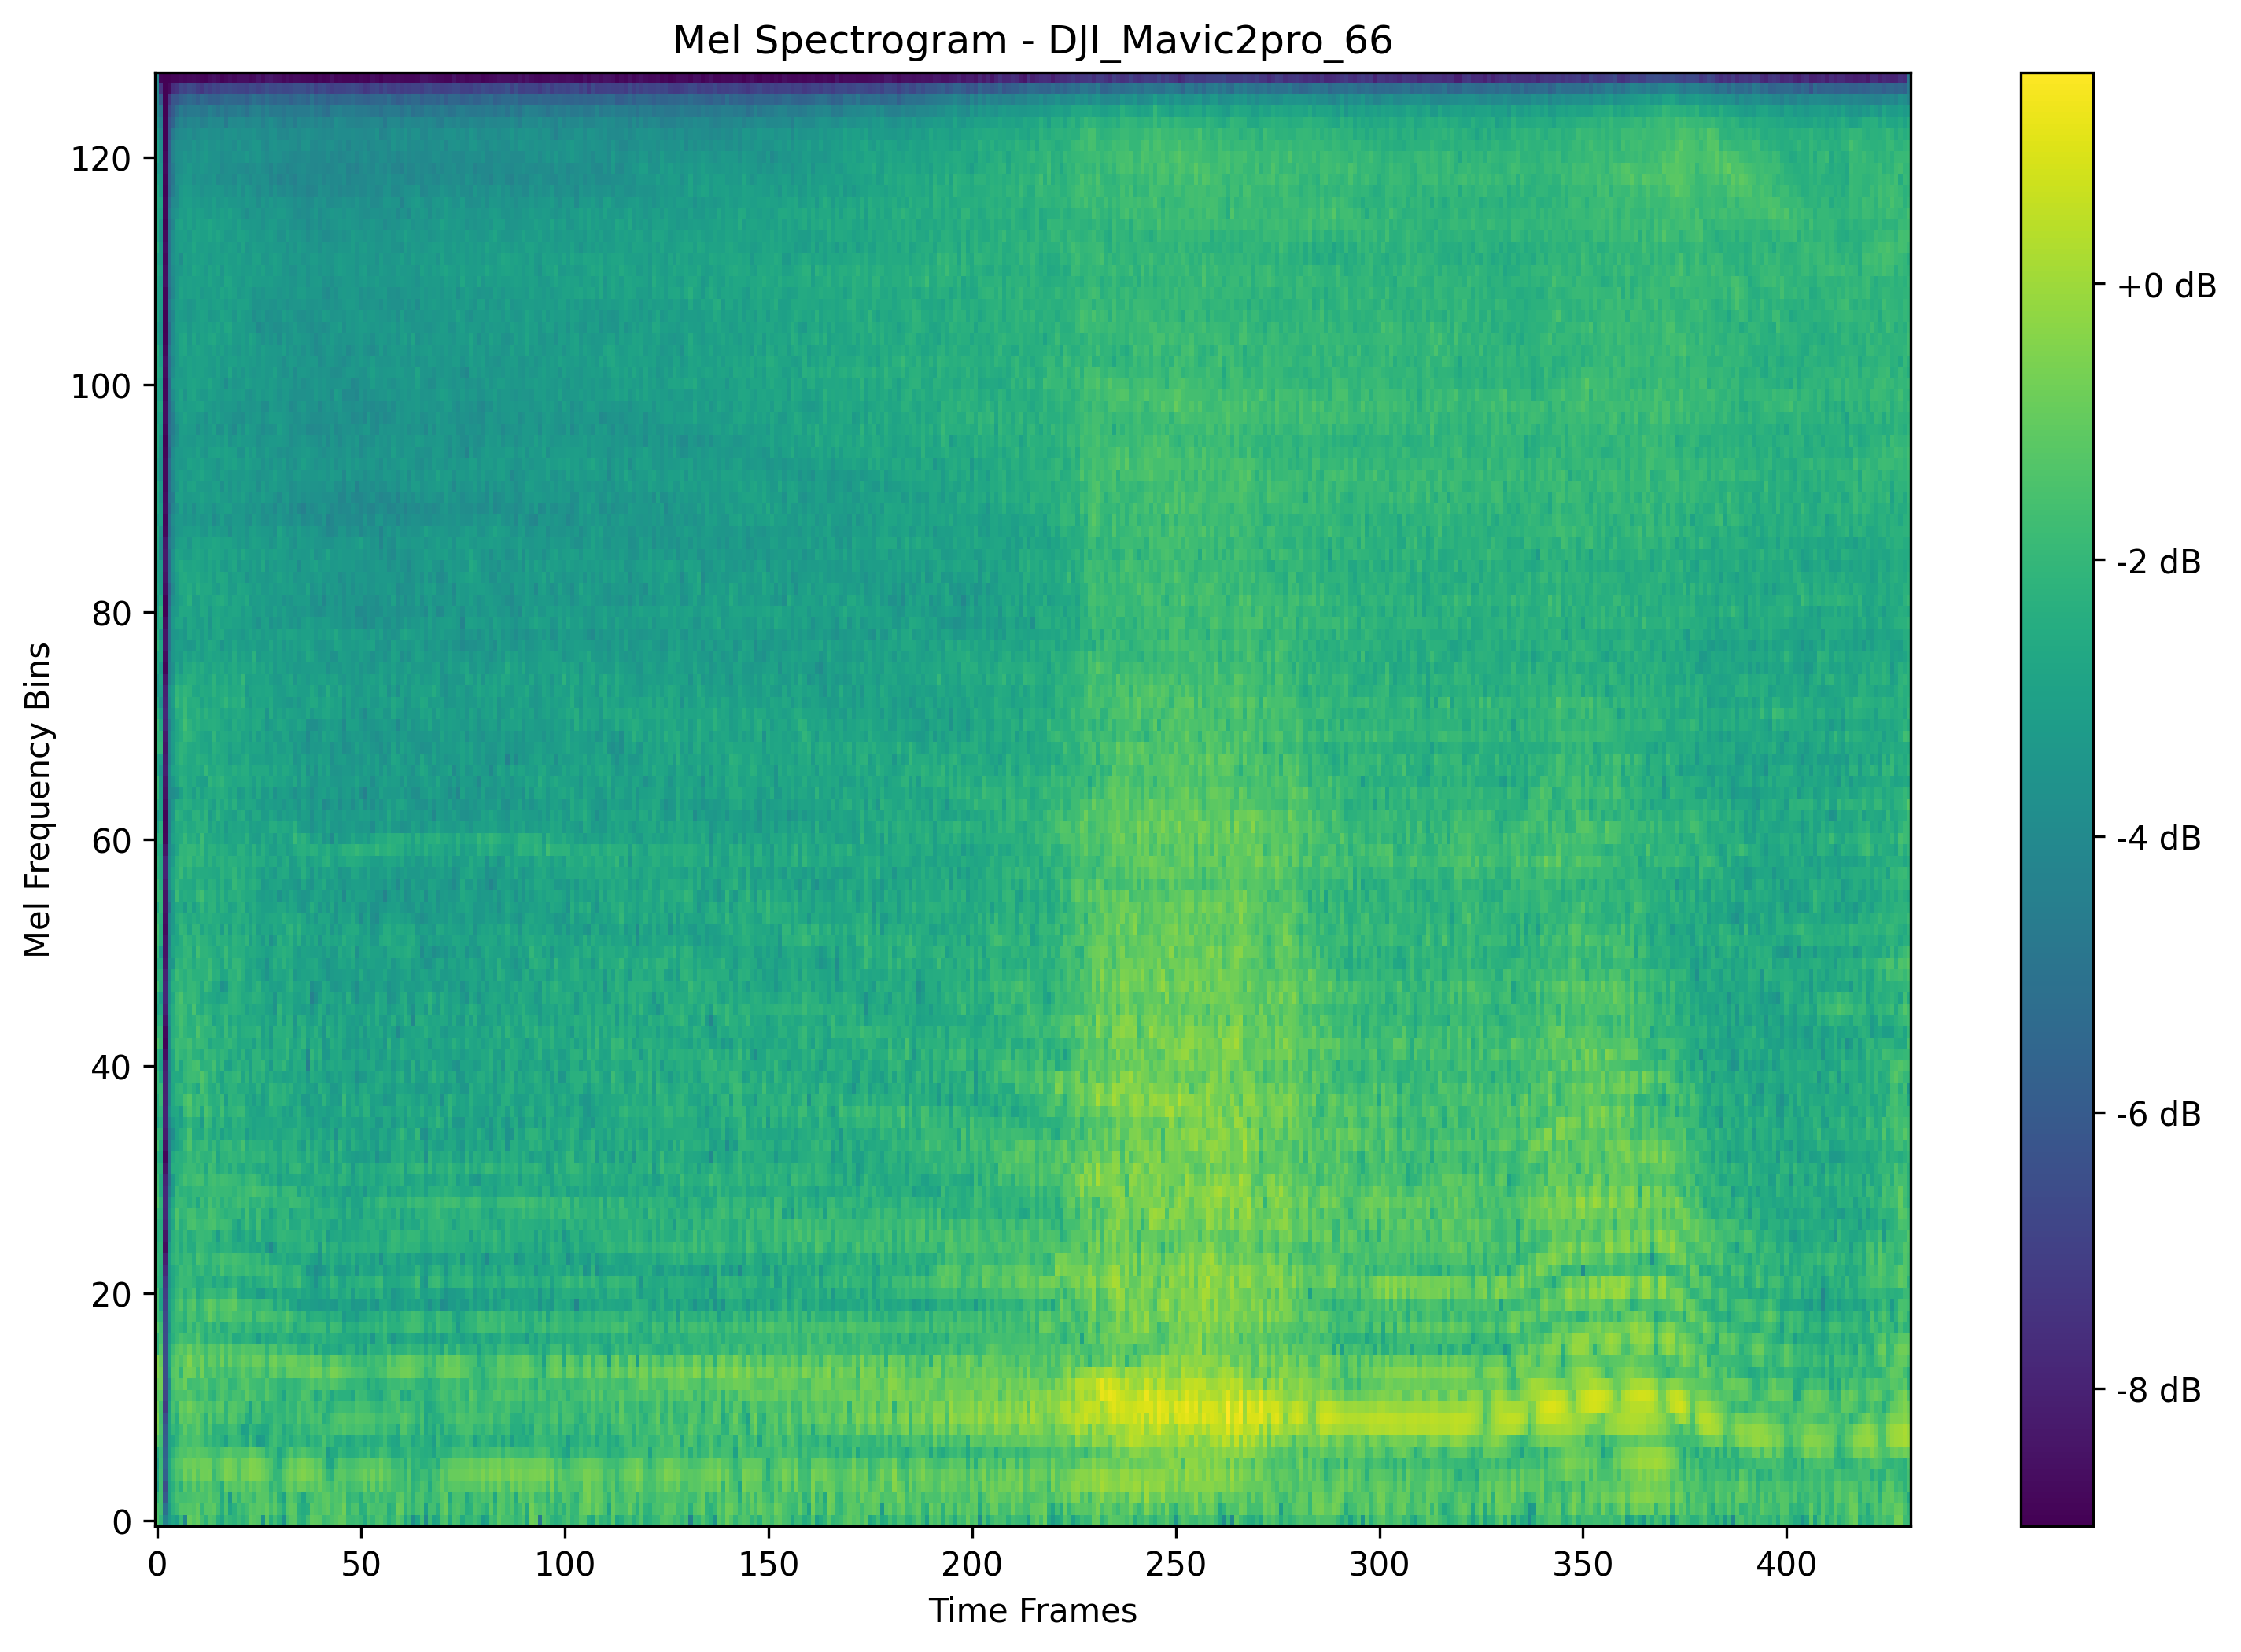 Mel Spectrogram - DJI_Mavic2pro_66
Mel Frequency Bins
120
100
80
60
40
20
0
0 50 100 150 200 250 300 350 400
Time Frames
+0 dB
-2 dB
-4 dB
-6 dB
-8 dB